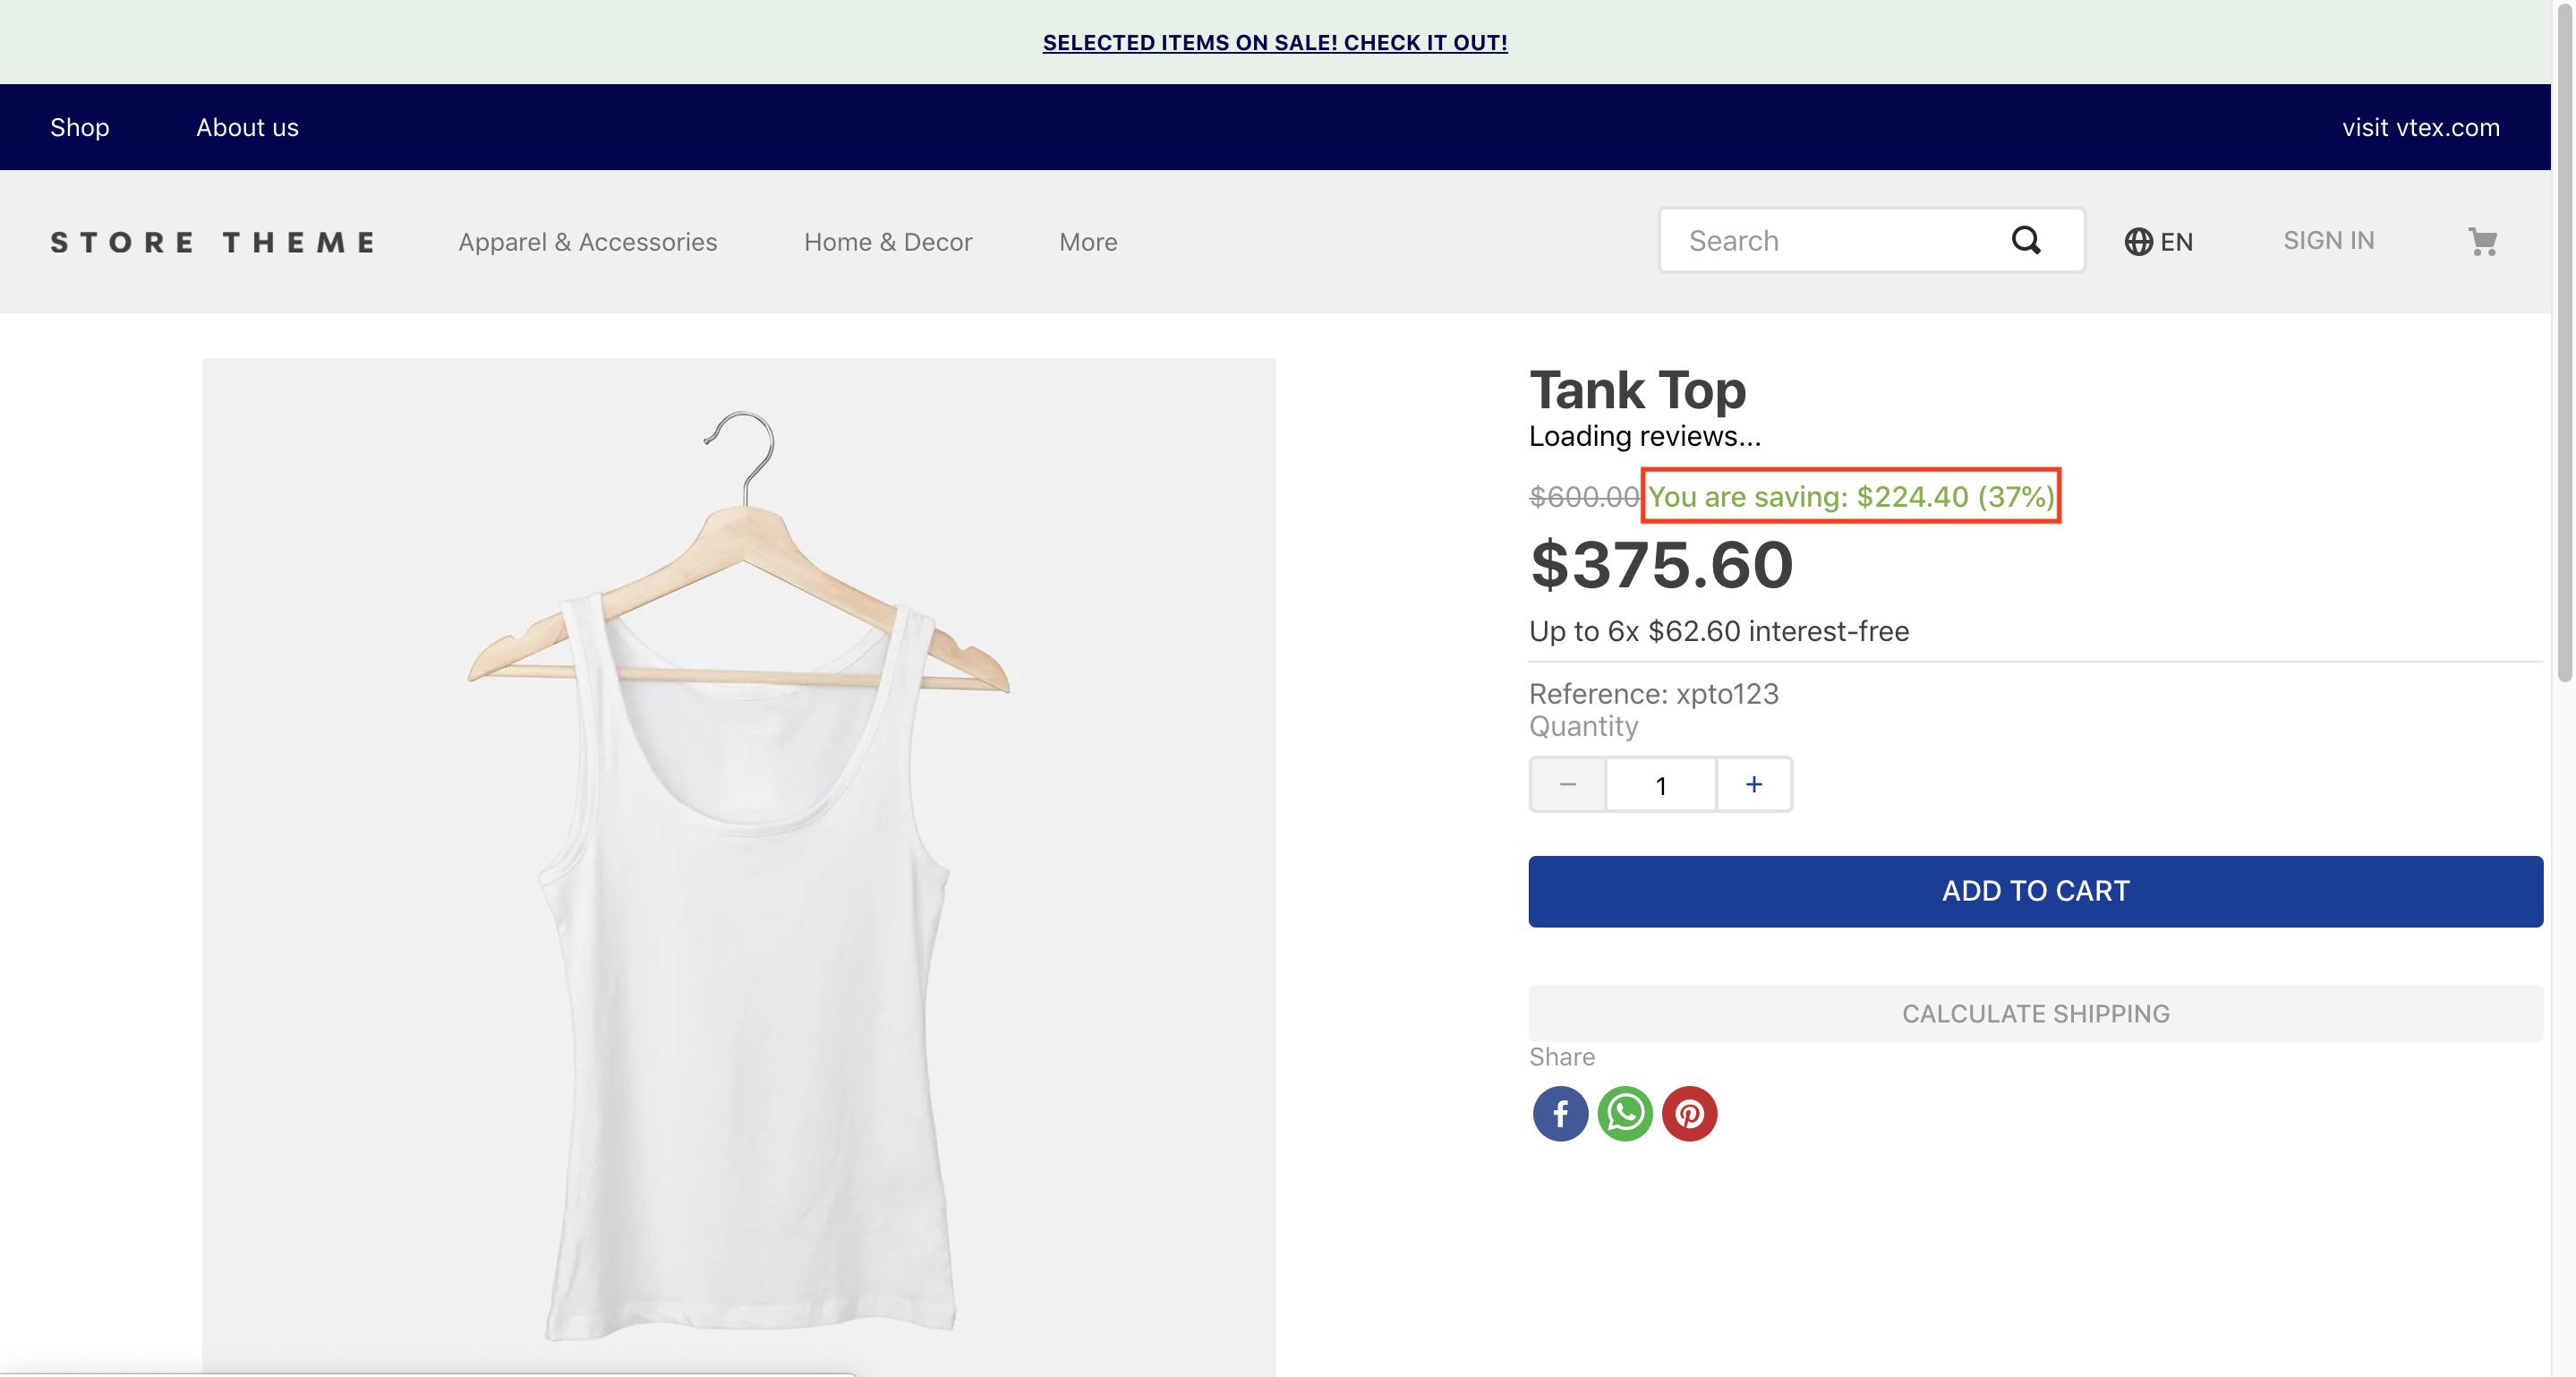 SELECTED ITEMS ON SALE! CHECK IT OUT!
Shop About us visit vtex.com
STORE THEME Apparel & Accessories Home & Decor More Search EN SIGN IN
Tank Top
Loading reviews...
$600.00 You are saving: $224.40 (37%)
$375.60
Up to 6x $62.60 interest-free
Reference: xpto123
Quantity
− 1 +
ADD TO CART
CALCULATE SHIPPING
Share